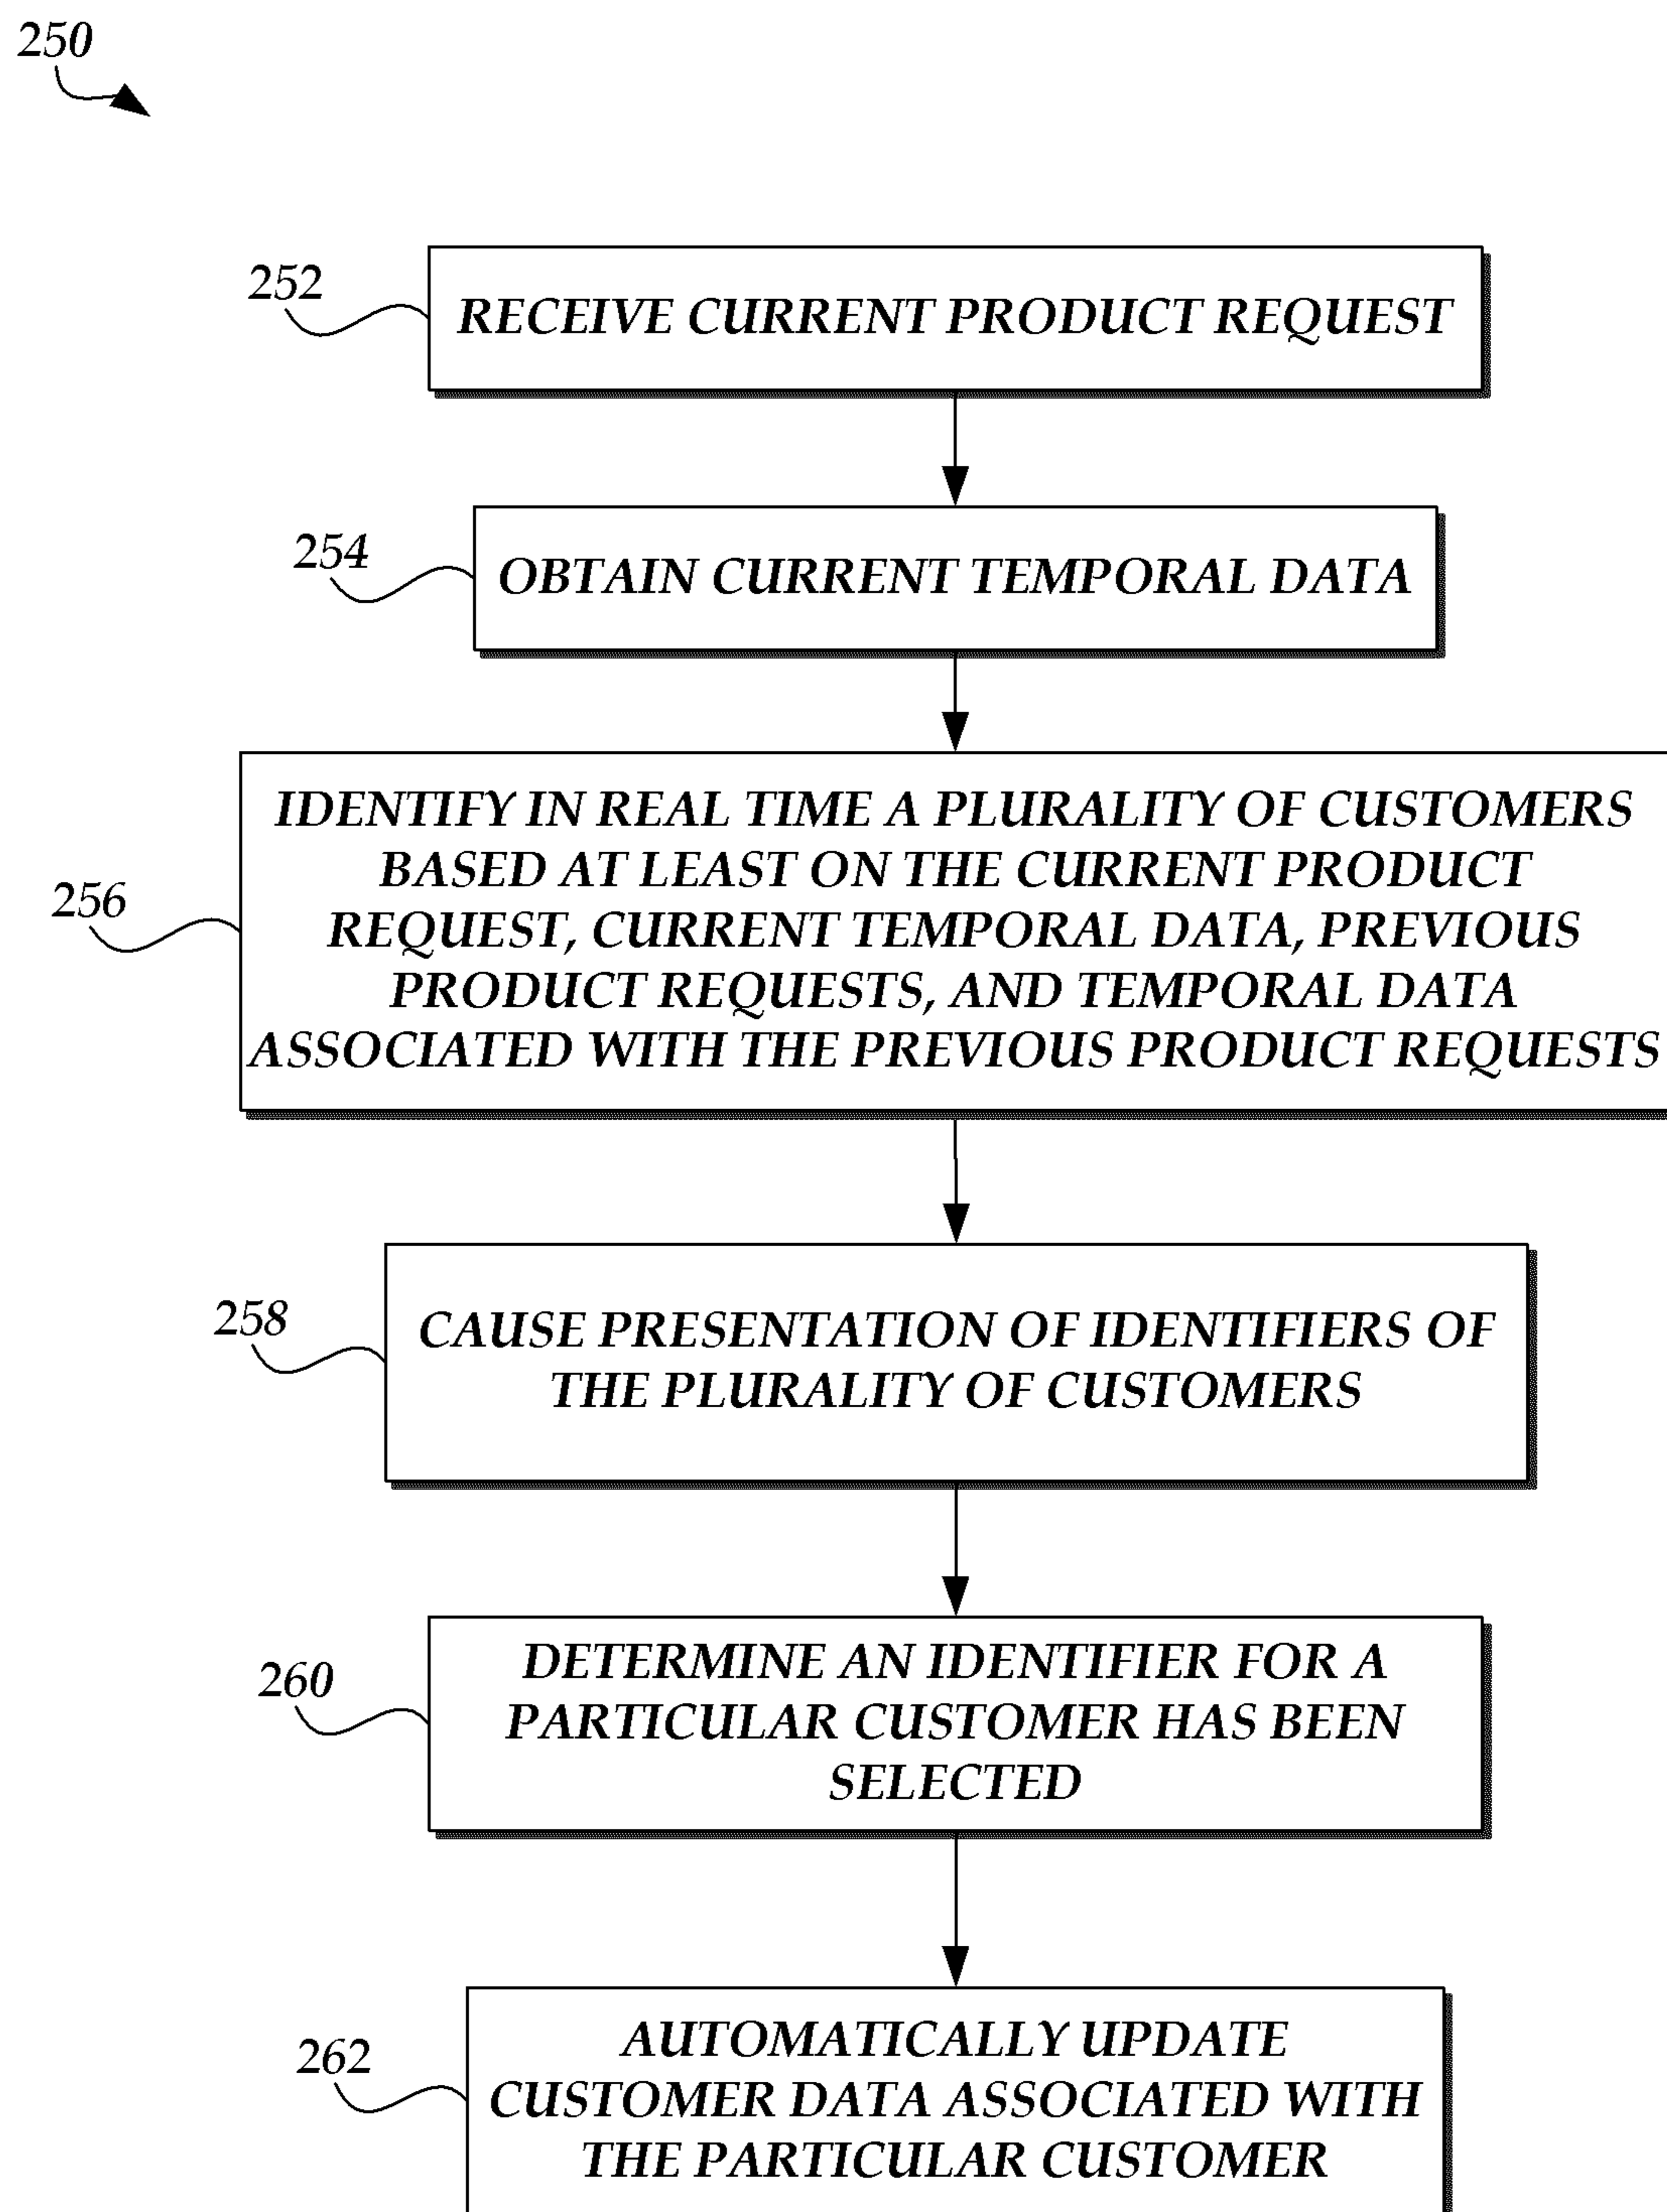 250
252
RECEIVE CURRENT PRODUCT REQUEST
254
OBTAIN CURRENT TEMPORAL DATA
256
IDENTIFY IN REAL TIME A PLURALITY OF CUSTOMERS
BASED AT LEAST ON THE CURRENT PRODUCT
REQUEST, CURRENT TEMPORAL DATA, PREVIOUS
PRODUCT REQUESTS, AND TEMPORAL DATA
ASSOCIATED WITH THE PREVIOUS PRODUCT REQUESTS
258
CAUSE PRESENTATION OF IDENTIFIERS OF
THE PLURALITY OF CUSTOMERS
260
DETERMINE AN IDENTIFIER FOR A
PARTICULAR CUSTOMER HAS BEEN
SELECTED
262
AUTOMATICALLY UPDATE
CUSTOMER DATA ASSOCIATED WITH
THE PARTICULAR CUSTOMER